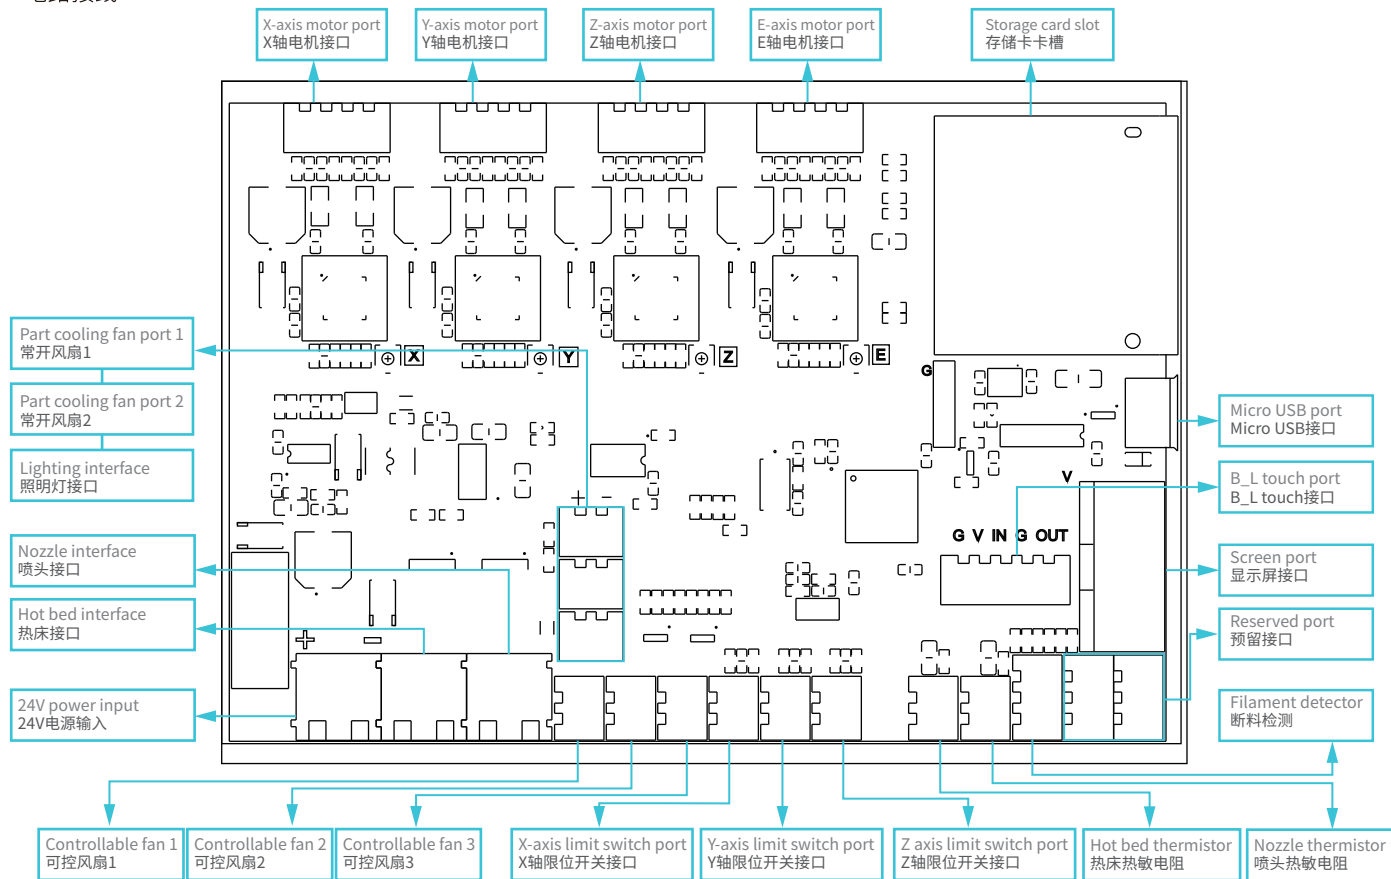 X-axis motor port
X轴电机接口
Y-axis motor port
Y轴电机接口
Z-axis motor port
Z轴电机接口
E-axis motor port
E轴电机接口
Storage card slot
存储卡卡槽
Part cooling fan port 1
常开风扇1
Part cooling fan port 2
常开风扇2
Lighting interface
照明灯接口
Nozzle interface
喷头接口
Hot bed interface
热床接口
24V power input
24V电源输入
X
Y
Z
E
G
V
G V IN G OUT
Micro USB port
Micro USB接口
B_L touch port
B_L touch接口
Screen port
显示屏接口
Reserved port
预留接口
Filament detector
断料检测
Controllable fan 1
可控风扇1
Controllable fan 2
可控风扇2
Controllable fan 3
可控风扇3
X-axis limit switch port
X轴限位开关接口
Y-axis limit switch port
Y轴限位开关接口
Z axis limit switch port
Z轴限位开关接口
Hot bed thermistor
热床热敏电阻
Nozzle thermistor
喷头热敏电阻